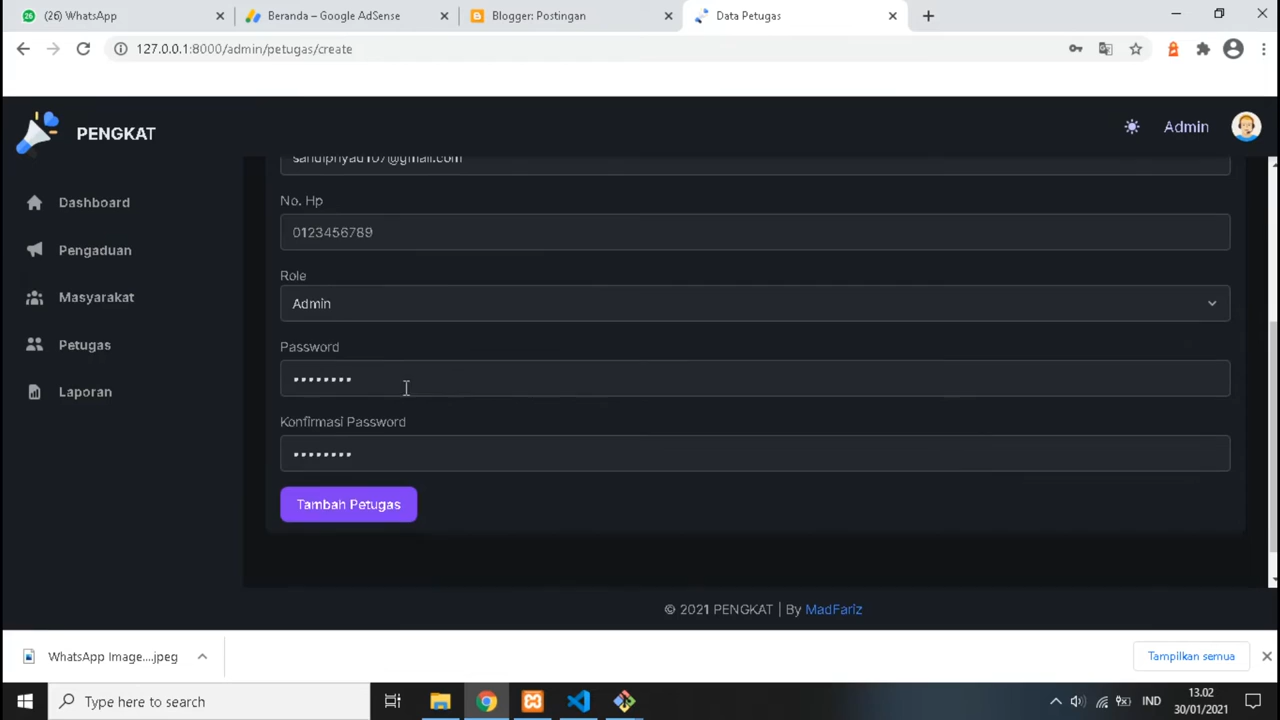 (26) WhatsApp
Beranda – Google AdSense
Blogger: Postingan
Data Petugas
127.0.0.1:8000/admin/petugas/create
PENGKAT
Admin
Dashboard
Pengaduan
Masyarakat
Petugas
Laporan
No. Hp
0123456789
Role
Admin
Password
••••••••
Konfirmasi Password
••••••••
Tambah Petugas
© 2021 PENGKAT | By MadFariz
WhatsApp Image....jpeg
Tampilkan semua
Type here to search
IND
13.02
30/01/2021